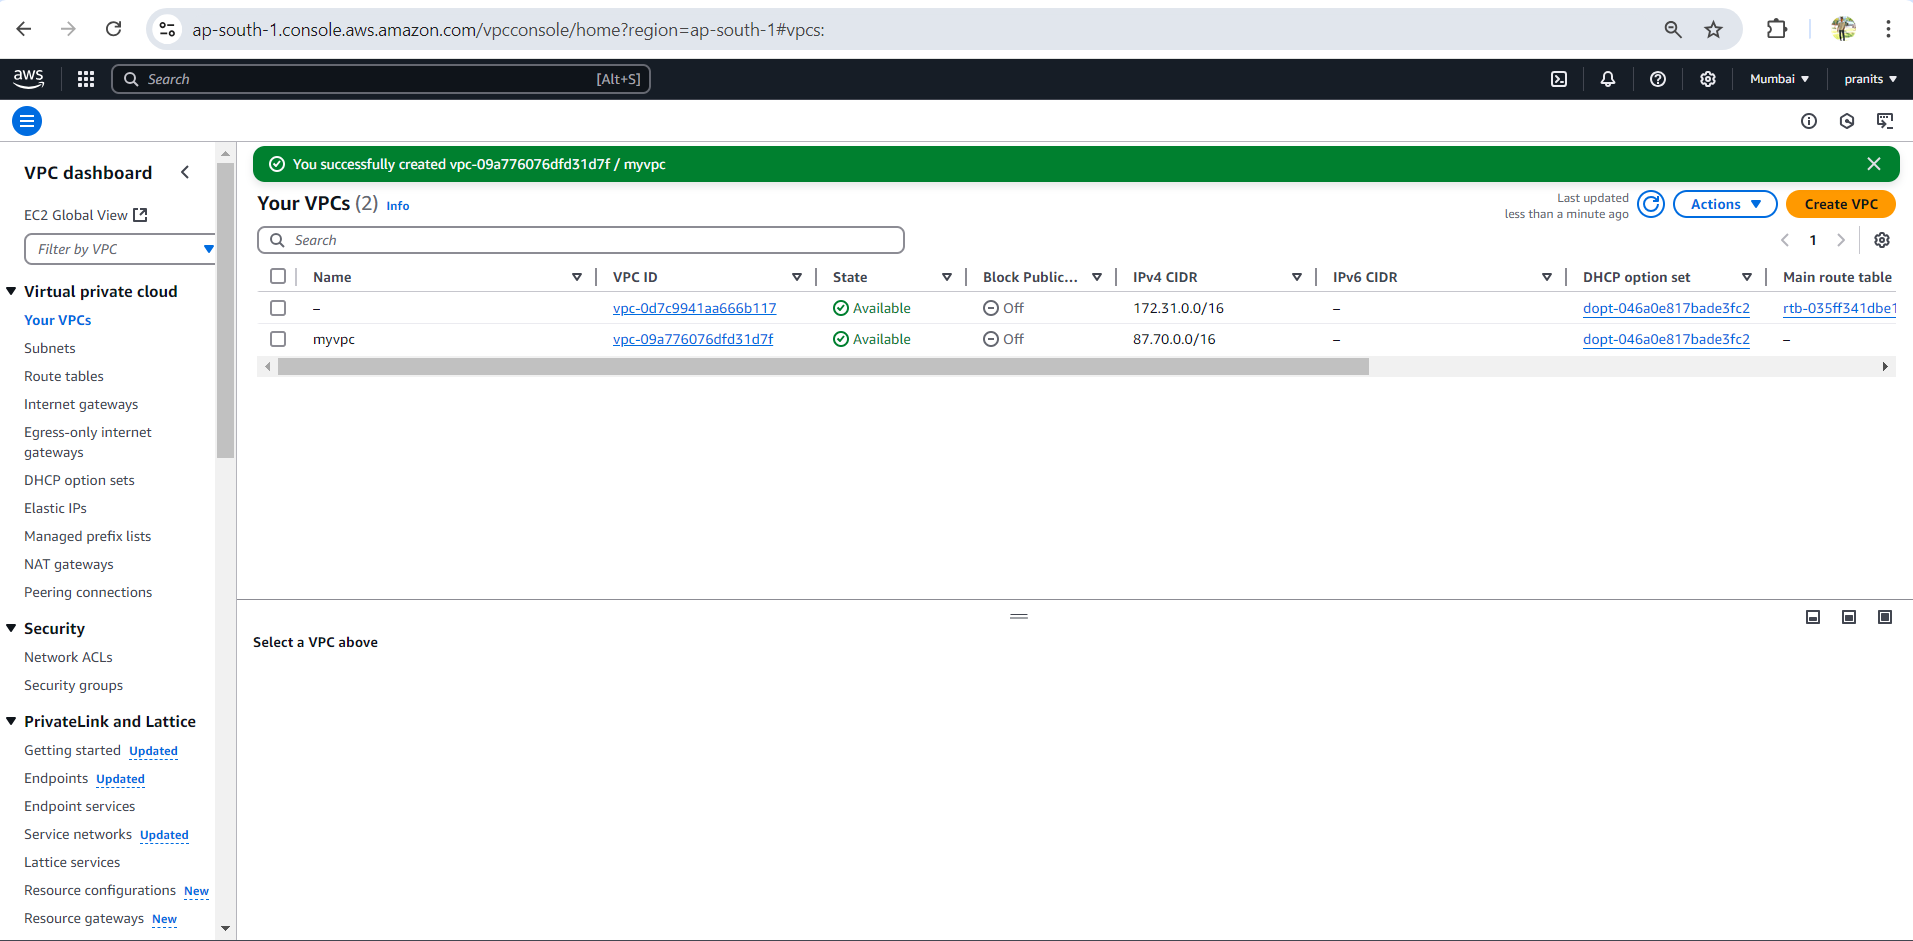 ap-south-1.console.aws.amazon.com/vpcconsole/home?region=ap-south-1#vpcs:
aws
Search [Alt+S]
Mumbai
pranits
VPC dashboard
EC2 Global View
Filter by VPC
Virtual private cloud
Your VPCs
Subnets
Route tables
Internet gateways
Egress-only internet
gateways
DHCP option sets
Elastic IPs
Managed prefix lists
NAT gateways
Peering connections
Security
Network ACLs
Security groups
PrivateLink and Lattice
Getting started Updated
Endpoints Updated
Endpoint services
Service networks Updated
Lattice services
Resource configurations New
Resource gateways New
You successfully created vpc-09a776076dfd31d7f / myvpc
Your VPCs (2) Info
Last updated
less than a minute ago
Actions
Create VPC
Search
1
Name VPC ID State Block Public... IPv4 CIDR IPv6 CIDR DHCP option set Main route table
– vpc-0d7c9941aa666b117 Available Off 172.31.0.0/16 – dopt-046a0e817bade3fc2 rtb-035ff341dbe1
myvpc vpc-09a776076dfd31d7f Available Off 87.70.0.0/16 – dopt-046a0e817bade3fc2 –
Select a VPC above